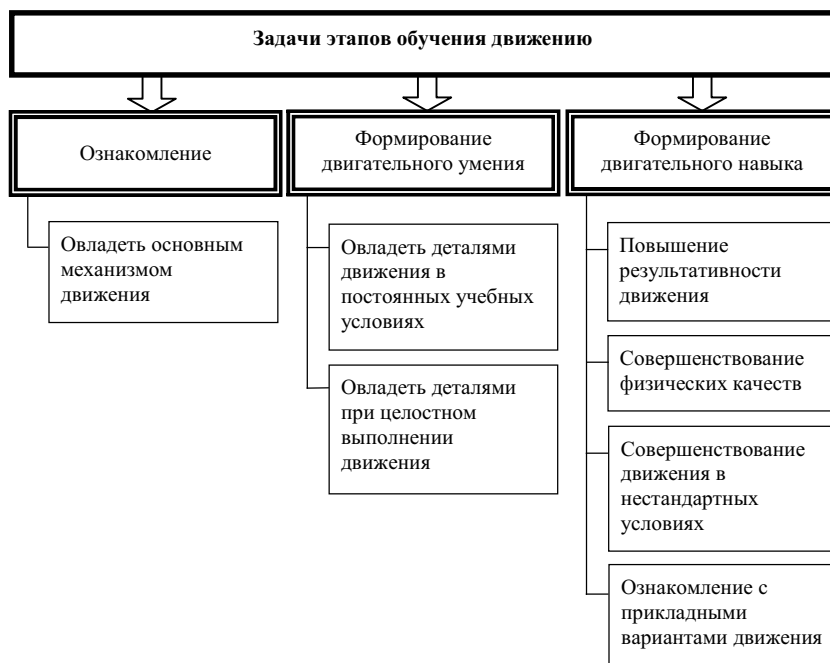 Задачи этапов обучения движению
Ознакомление
Овладеть основным
механизмом
движения
Формирование
двигательного умения
Овладеть деталями
движения в
постоянных учебных
условиях
Овладеть деталями
при целостном
выполнении
движения
Формирование
двигательного навыка
Повышение
результативности
движения
Совершенствование
физических качеств
Совершенствование
движения в
нестандартных
условиях
Ознакомление с
прикладными
вариантами движения